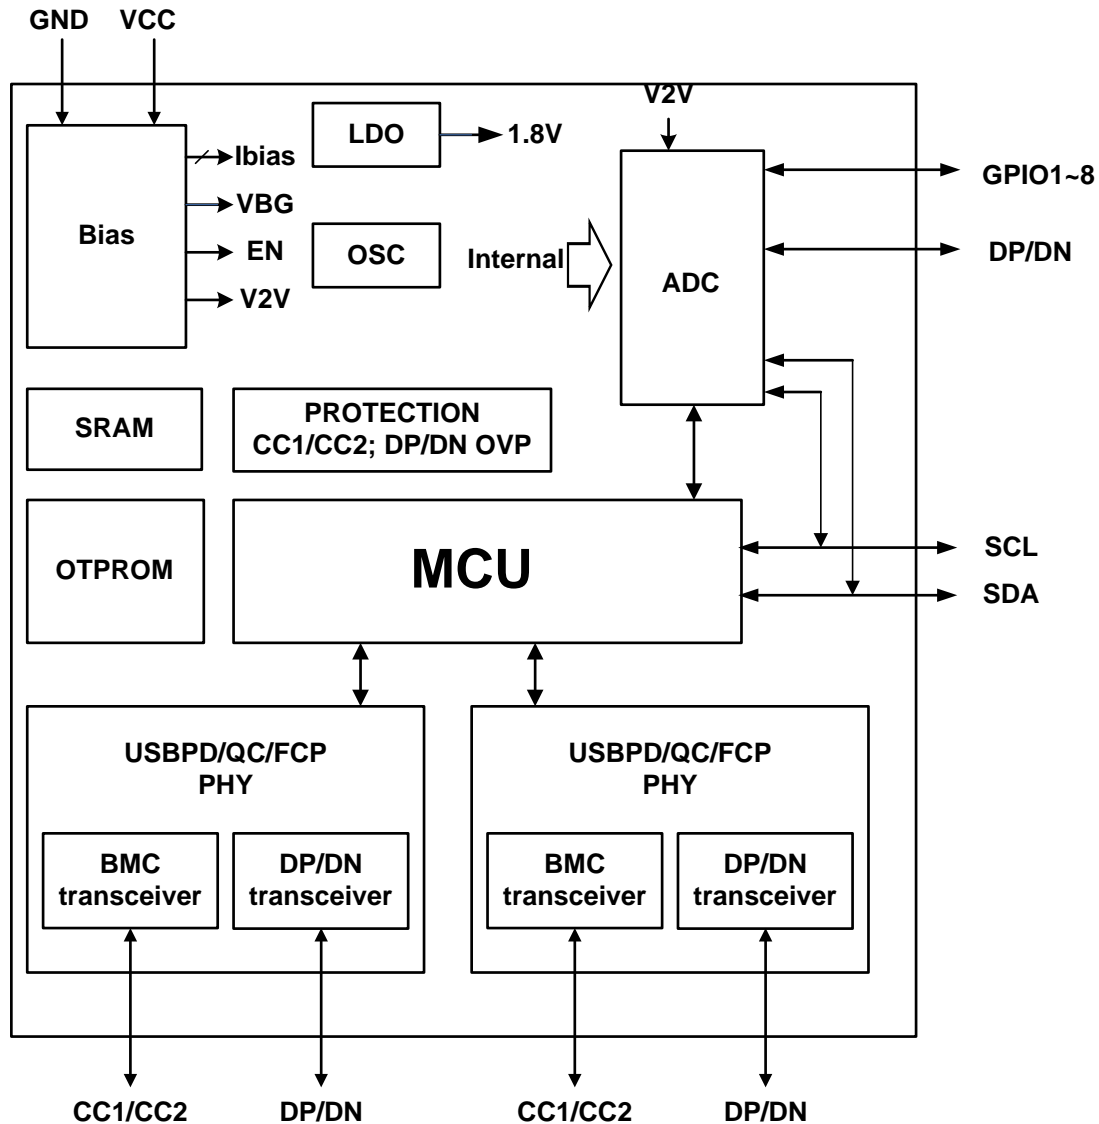 GND
VCC
V2V
LDO
1.8V
Ibias
VBG
Bias
EN
V2V
OSC
Internal
ADC
GPIO1~8
DP/DN
SRAM
PROTECTION
CC1/CC2; DP/DN OVP
OTPROM
MCU
SCL
SDA
USBPD/QC/FCP
PHY
BMC
transceiver
DP/DN
transceiver
USBPD/QC/FCP
PHY
BMC
transceiver
DP/DN
transceiver
CC1/CC2
DP/DN
CC1/CC2
DP/DN